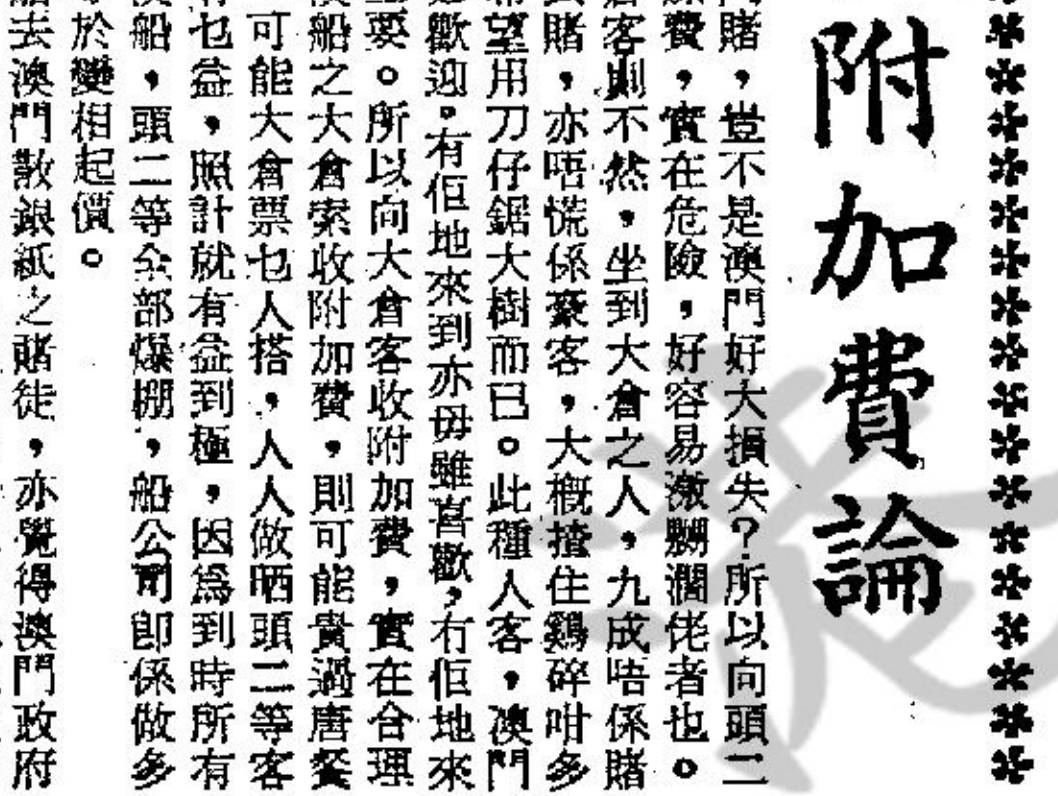 附加費論
賭，豈不是澳門好大損失？所以向頭二
費，實在危險，好容易激嬲濶佬者也。
客則不然，坐到大倉之人，九成唔係賭
賭，亦唔慌係豪客，大概揸住鷄碎咁多
望用刀仔鋸大樹而已。此種人客，澳門
歡迎。有佢地來到亦毋雖喜歡，冇佢地來
要。所以向大倉客收附加費，實在合理
船之大倉索收附加費，則可能貴過唐餐
可能大倉票乜人搭，人人做晒頭二等客
乜益，照計就有益到極，因爲到時所有
船，頭二等全部爆棚，船公司卽係做多
於變相起價。
去澳門散銀紙之賭徒，亦覺得澳門政府